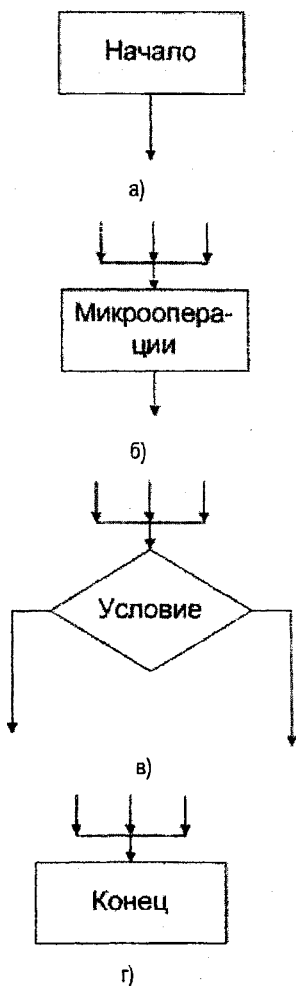 Начало
а)
Микроопера-
ции
б)
Условие
в)
Конец
г)